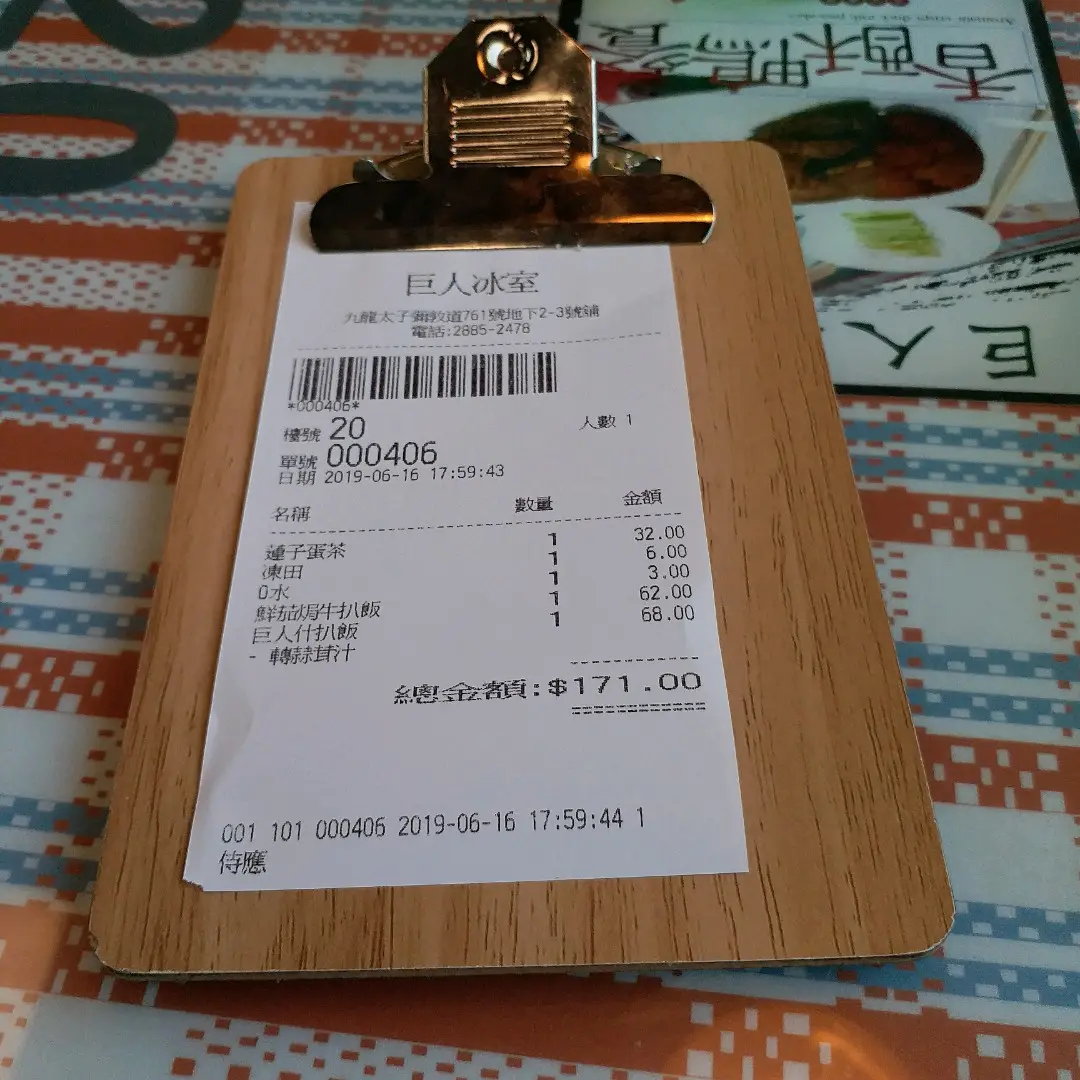 巨人冰室
九龍太子彌敦道761號地下2-3號舖
電話:2885-2478
*000406*
檯號 20 人數 1
單號 000406
日期 2019-06-16 17:59:43
名稱 數量 金額
蓮子蛋茶 1 32.00
凍田 1 6.00
0水 1 3.00
鮮茄焗牛扒飯 1 62.00
巨人什扒飯 1 68.00
- 轉蒜茸汁
總金額:$171.00
001 101 000406 2019-06-16 17:59:44 1
侍應
巨人